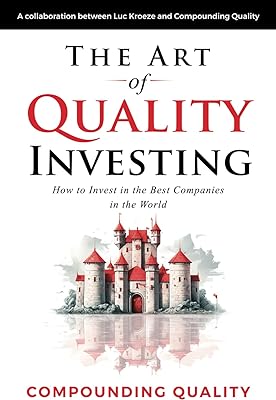 A collaboration between Luc Kroeze and Compounding Quality
THE ART
of
QUALITY
INVESTING
How to Invest in the Best Companies
in the World
COMPOUNDING QUALITY